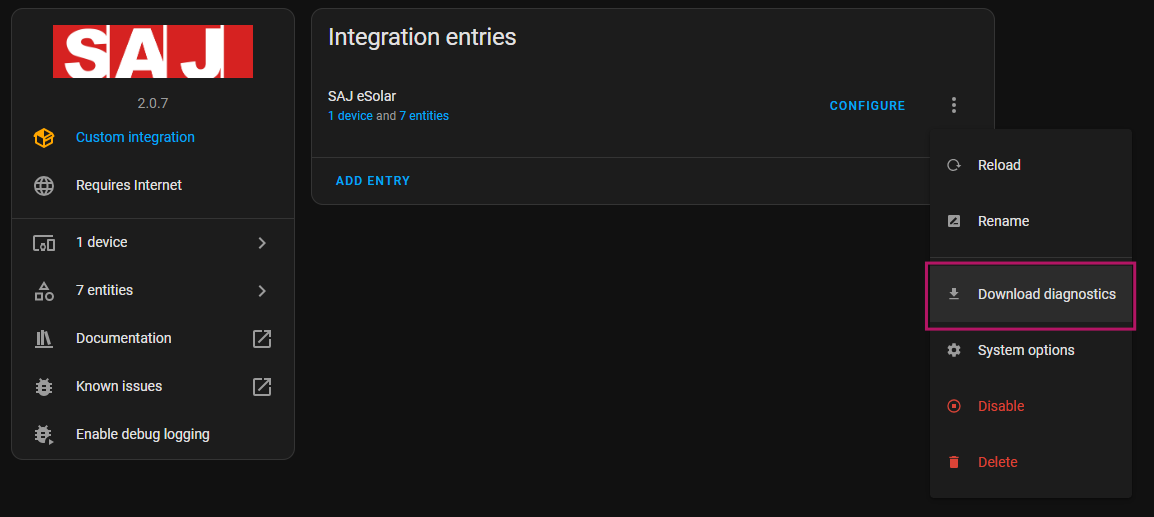 SAJ
2.0.7
Custom integration
Requires Internet
1 device
7 entities
Documentation
Known issues
Enable debug logging
Integration entries
SAJ eSolar
1 device and 7 entities
CONFIGURE
ADD ENTRY
Reload
Rename
Download diagnostics
System options
Disable
Delete